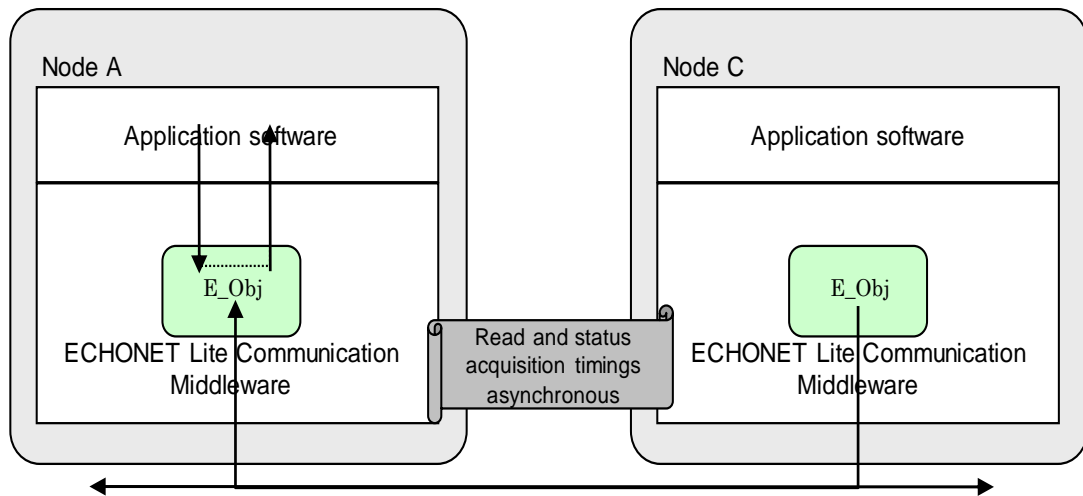 Node A
Application software
E_Obj
ECHONET Lite Communication
Middleware
Read and status
acquisition timings
asynchronous
Node C
Application software
E_Obj
ECHONET Lite Communication
Middleware